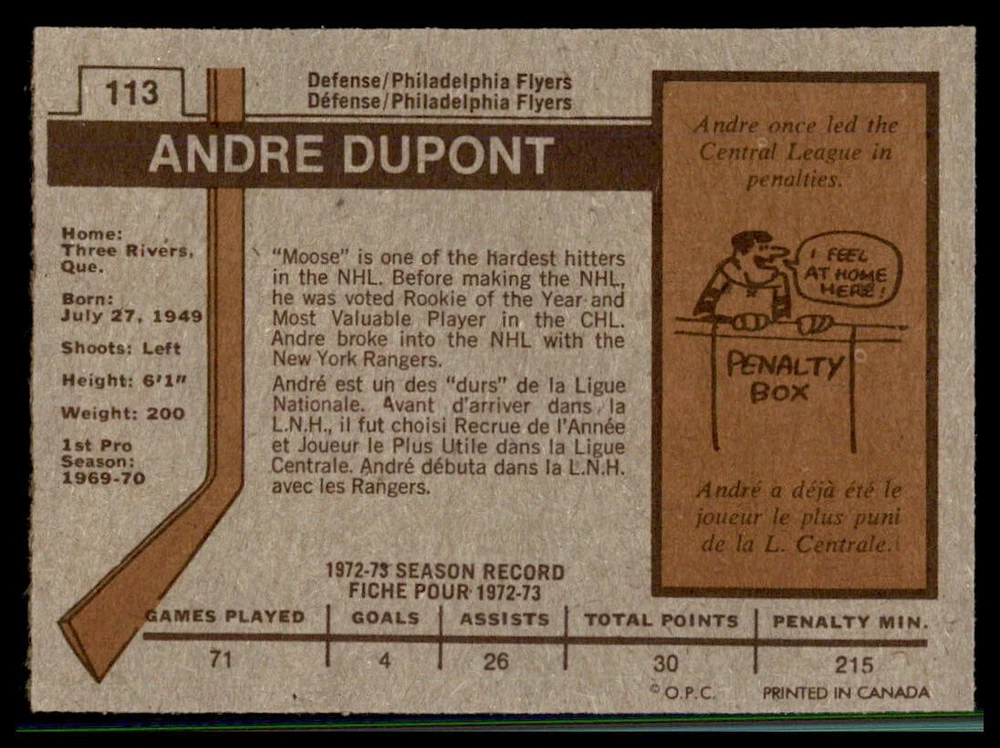 113
Defense/Philadelphia Flyers
Défense/Philadelphia Flyers
ANDRE DUPONT
Home:
Three Rivers,
Que.
Born:
July 27, 1949
Shoots: Left
Height: 6'1"
Weight: 200
1st Pro
Season:
1969-70
"Moose" is one of the hardest hitters
in the NHL. Before making the NHL,
he was voted Rookie of the Year and
Most Valuable Player in the CHL.
Andre broke into the NHL with the
New York Rangers.
André est un des "durs" de la Ligue
Nationale. Avant d'arriver dans la
L.N.H., il fut choisi Recrue de l'Année
et Joueur le Plus Utile dans la Ligue
Centrale. André débuta dans la L.N.H.
avec les Rangers.
Andre once led the
Central League in
penalties.
I FEEL
AT HOME
HERE!
PENALTY
BOX
André a déjà été le
joueur le plus puni
de la L. Centrale.
1972-73 SEASON RECORD
FICHE POUR 1972-73
GAMES PLAYED GOALS ASSISTS TOTAL POINTS PENALTY MIN.
71 4 26 30 215
© O.P.C. PRINTED IN CANADA